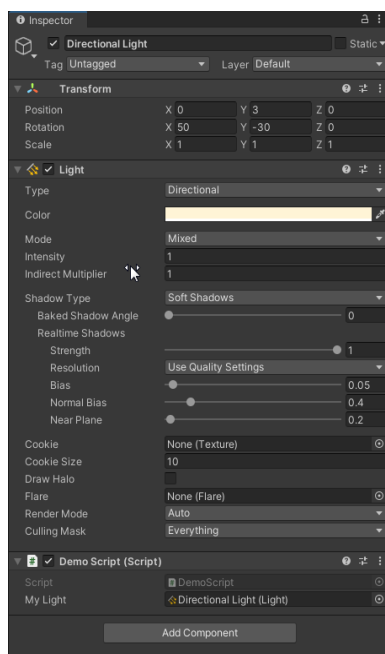 Inspector
Directional Light Static
Tag Untagged Layer Default
Transform
Position X 0 Y 3 Z 0
Rotation X 50 Y -30 Z 0
Scale X 1 Y 1 Z 1
Light
Type Directional
Color
Mode Mixed
Intensity 1
Indirect Multiplier 1
Shadow Type Soft Shadows
Baked Shadow Angle 0
Realtime Shadows
Strength 1
Resolution Use Quality Settings
Bias 0.05
Normal Bias 0.4
Near Plane 0.2
Cookie None (Texture)
Cookie Size 10
Draw Halo
Flare None (Flare)
Render Mode Auto
Culling Mask Everything
# Demo Script (Script)
Script DemoScript
My Light Directional Light (Light)
Add Component